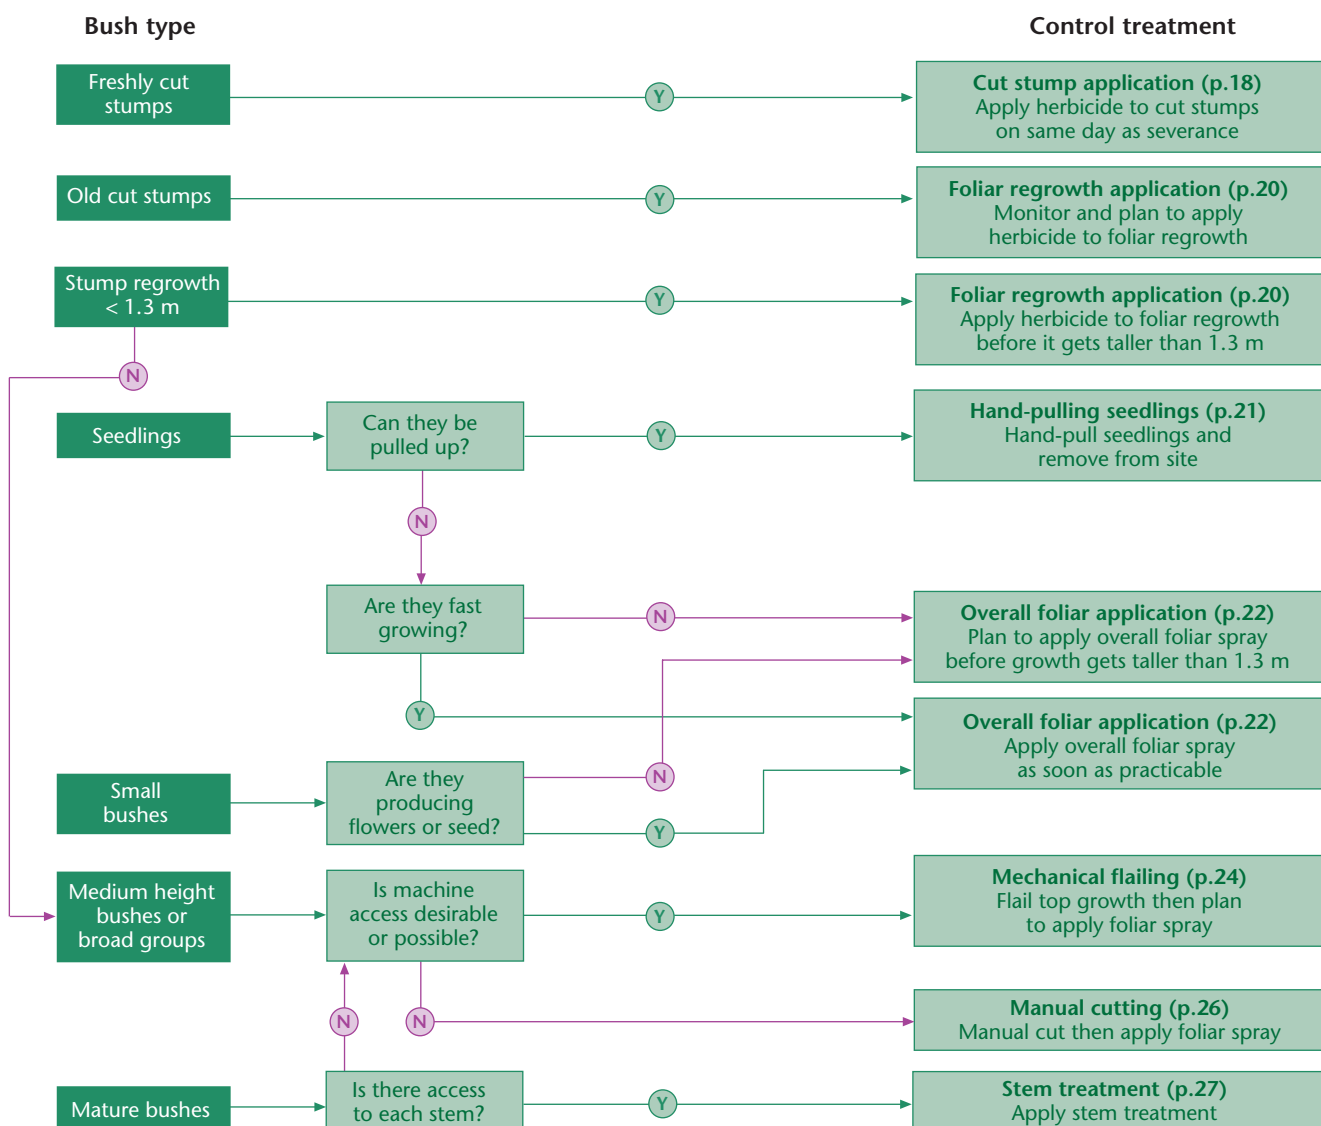 Bush type
Control treatment
Freshly cut
stumps
Y
Cut stump application (p.18)
Apply herbicide to cut stumps
on same day as severance
Old cut stumps
Y
Foliar regrowth application (p.20)
Monitor and plan to apply
herbicide to foliar regrowth
Stump regrowth
< 1.3 m
Y
Foliar regrowth application (p.20)
Apply herbicide to foliar regrowth
before it gets taller than 1.3 m
N
Seedlings
Can they be
pulled up?
Y
Hand-pulling seedlings (p.21)
Hand-pull seedlings and
remove from site
N
Are they fast
growing?
N
Overall foliar application (p.22)
Plan to apply overall foliar spray
before growth gets taller than 1.3 m
Y
Overall foliar application (p.22)
Apply overall foliar spray
as soon as practicable
Small
bushes
Are they
producing
flowers or seed?
N
Y
Medium height
bushes or
broad groups
Is machine
access desirable
or possible?
Y
Mechanical flailing (p.24)
Flail top growth then plan
to apply foliar spray
N
N
Manual cutting (p.26)
Manual cut then apply foliar spray
Mature bushes
Is there access
to each stem?
Y
Stem treatment (p.27)
Apply stem treatment